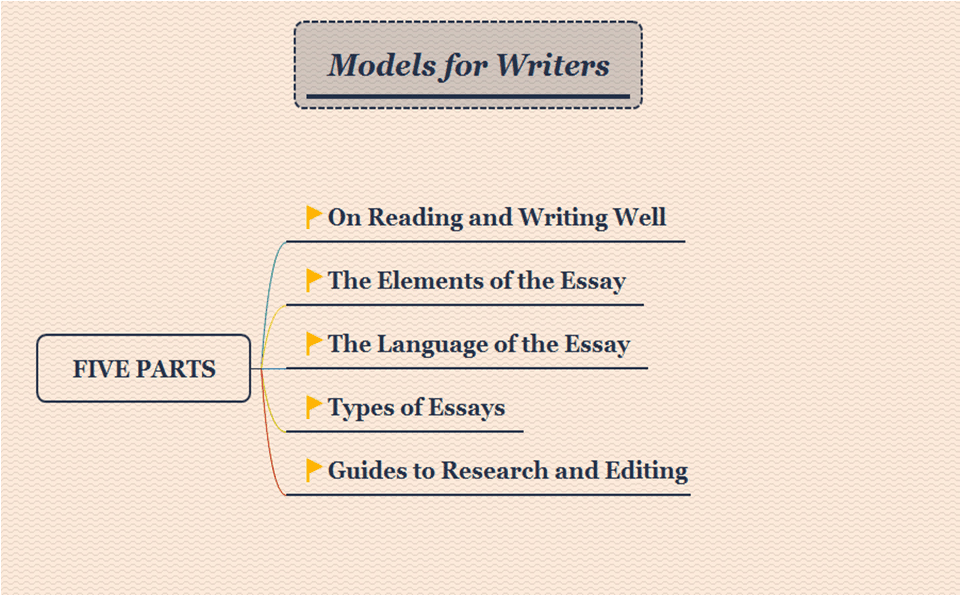 Models for Writers
On Reading and Writing Well
The Elements of the Essay
The Language of the Essay
FIVE PARTS
Types of Essays
Guides to Research and Editing